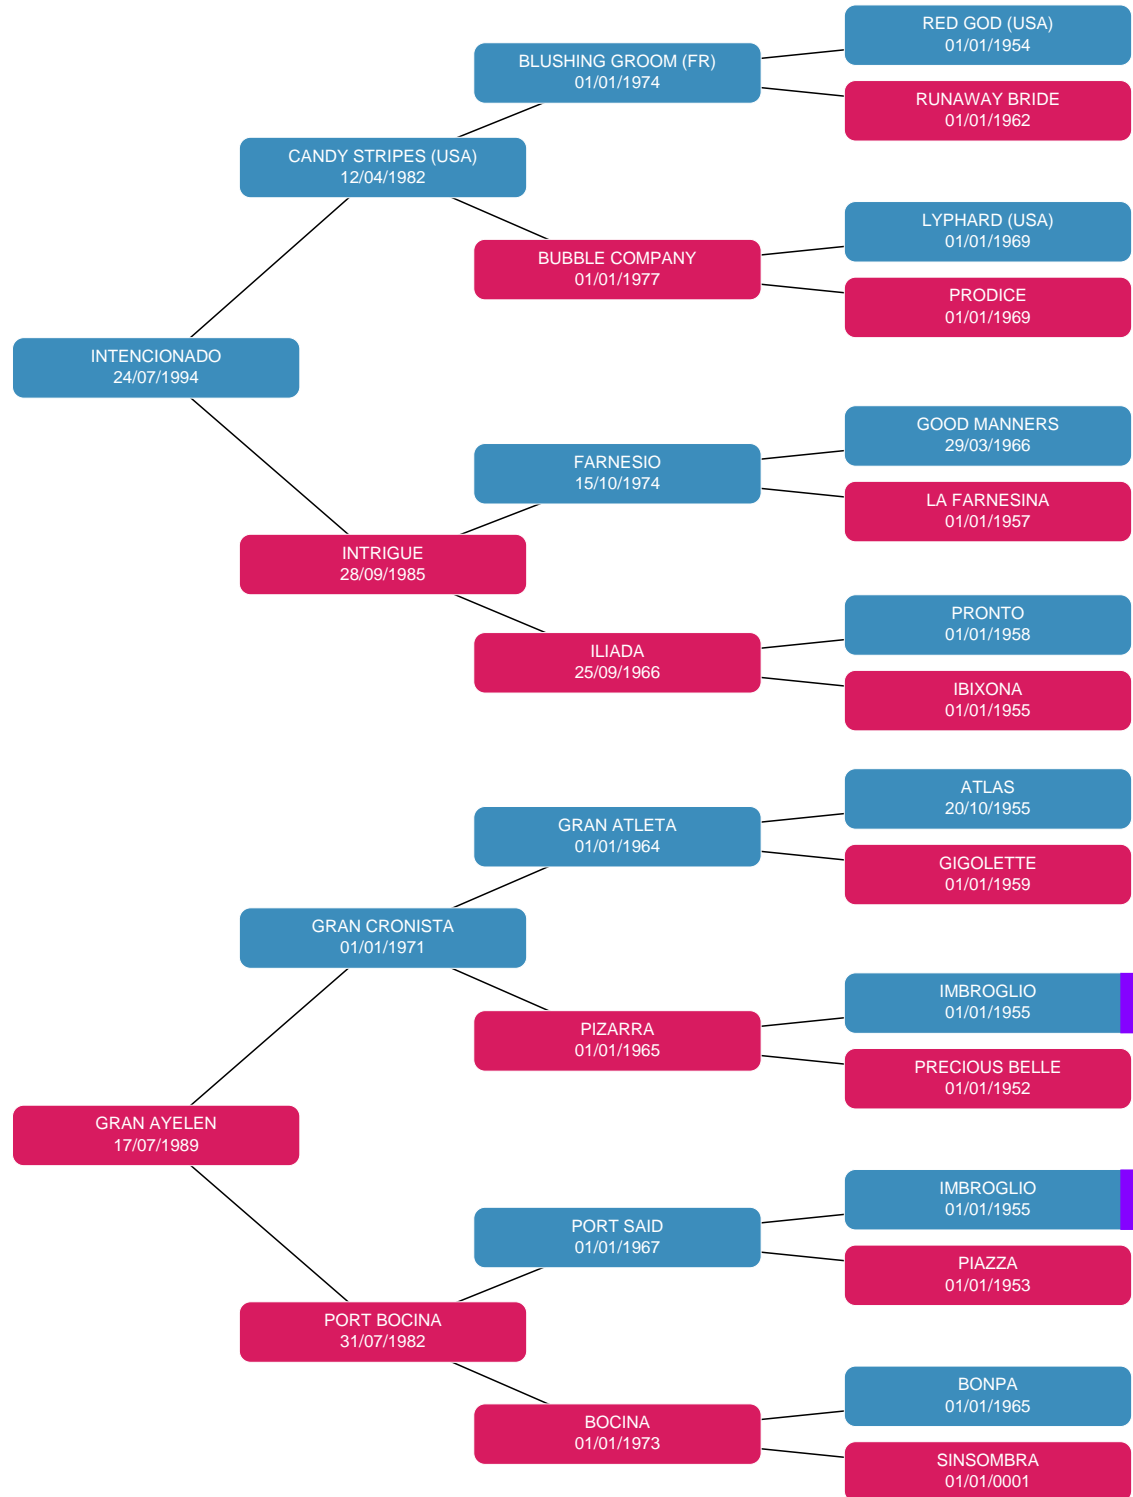 RED GOD (USA)
01/01/1954
BLUSHING GROOM (FR)
01/01/1974
RUNAWAY BRIDE
01/01/1962
CANDY STRIPES (USA)
12/04/1982
LYPHARD (USA)
01/01/1969
BUBBLE COMPANY
01/01/1977
PRODICE
01/01/1969
INTENCIONADO
24/07/1994
GOOD MANNERS
29/03/1966
FARNESIO
15/10/1974
LA FARNESINA
01/01/1957
INTRIGUE
28/09/1985
PRONTO
01/01/1958
ILIADA
25/09/1966
IBIXONA
01/01/1955
ATLAS
20/10/1955
GRAN ATLETA
01/01/1964
GIGOLETTE
01/01/1959
GRAN CRONISTA
01/01/1971
IMBROGLIO
01/01/1955
PIZARRA
01/01/1965
PRECIOUS BELLE
01/01/1952
GRAN AYELEN
17/07/1989
IMBROGLIO
01/01/1955
PORT SAID
01/01/1967
PIAZZA
01/01/1953
PORT BOCINA
31/07/1982
BONPA
01/01/1965
BOCINA
01/01/1973
SINSOMBRA
01/01/0001